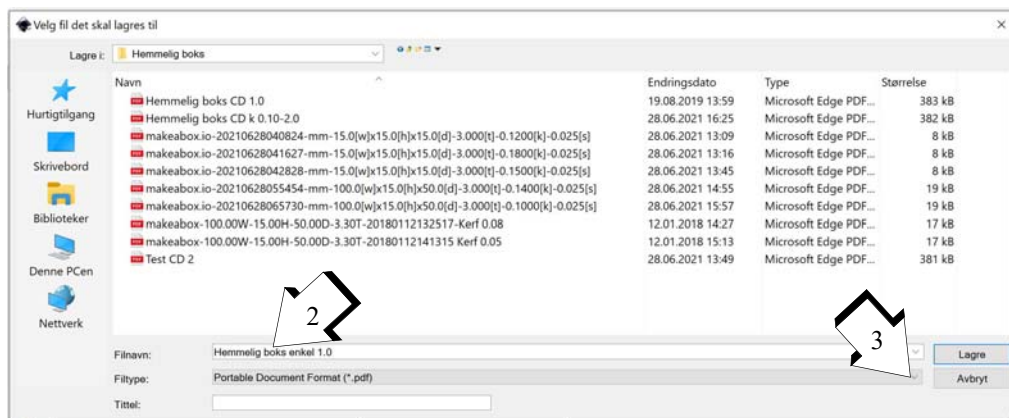 Velg fil det skal lagres til
Lagre i: Hemmelig boks
Navn Endringsdato Type Størrelse
Hemmelig boks CD 1.0 19.08.2019 13:59 Microsoft Edge PDF... 383 kB
Hemmelig boks CD k 0.10-2.0 28.06.2021 16:25 Microsoft Edge PDF... 382 kB
makeabox.io-20210628040824-mm-15.0[w]x15.0[h]x15.0[d]-3.000[t]-0.1200[k]-0.025[s] 28.06.2021 13:09 Microsoft Edge PDF... 8 kB
makeabox.io-20210628041627-mm-15.0[w]x15.0[h]x15.0[d]-3.000[t]-0.1800[k]-0.025[s] 28.06.2021 13:16 Microsoft Edge PDF... 8 kB
makeabox.io-20210628042828-mm-15.0[w]x15.0[h]x15.0[d]-3.000[t]-0.1500[k]-0.025[s] 28.06.2021 13:45 Microsoft Edge PDF... 8 kB
makeabox.io-20210628055454-mm-100.0[w]x15.0[h]x50.0[d]-3.000[t]-0.1400[k]-0.025[s] 28.06.2021 14:55 Microsoft Edge PDF... 19 kB
makeabox.io-20210628065730-mm-100.0[w]x15.0[h]x50.0[d]-3.000[t]-0.1000[k]-0.025[s] 28.06.2021 15:57 Microsoft Edge PDF... 19 kB
makeabox-100.00W-15.00H-50.00D-3.30T-20180112132517-Kerf 0.08 12.01.2018 14:27 Microsoft Edge PDF... 17 kB
makeabox-100.00W-15.00H-50.00D-3.30T-20180112141315 Kerf 0.05 12.01.2018 15:13 Microsoft Edge PDF... 17 kB
Test CD 2 28.06.2021 13:49 Microsoft Edge PDF... 381 kB
Hurtigtilgang
Skrivebord
Biblioteker
Denne PCen
Nettverk
2
3
Filnavn: Hemmelig boks enkel 1.0 Lagre
Filtype: Portable Document Format (*.pdf) Avbryt
Tittel: